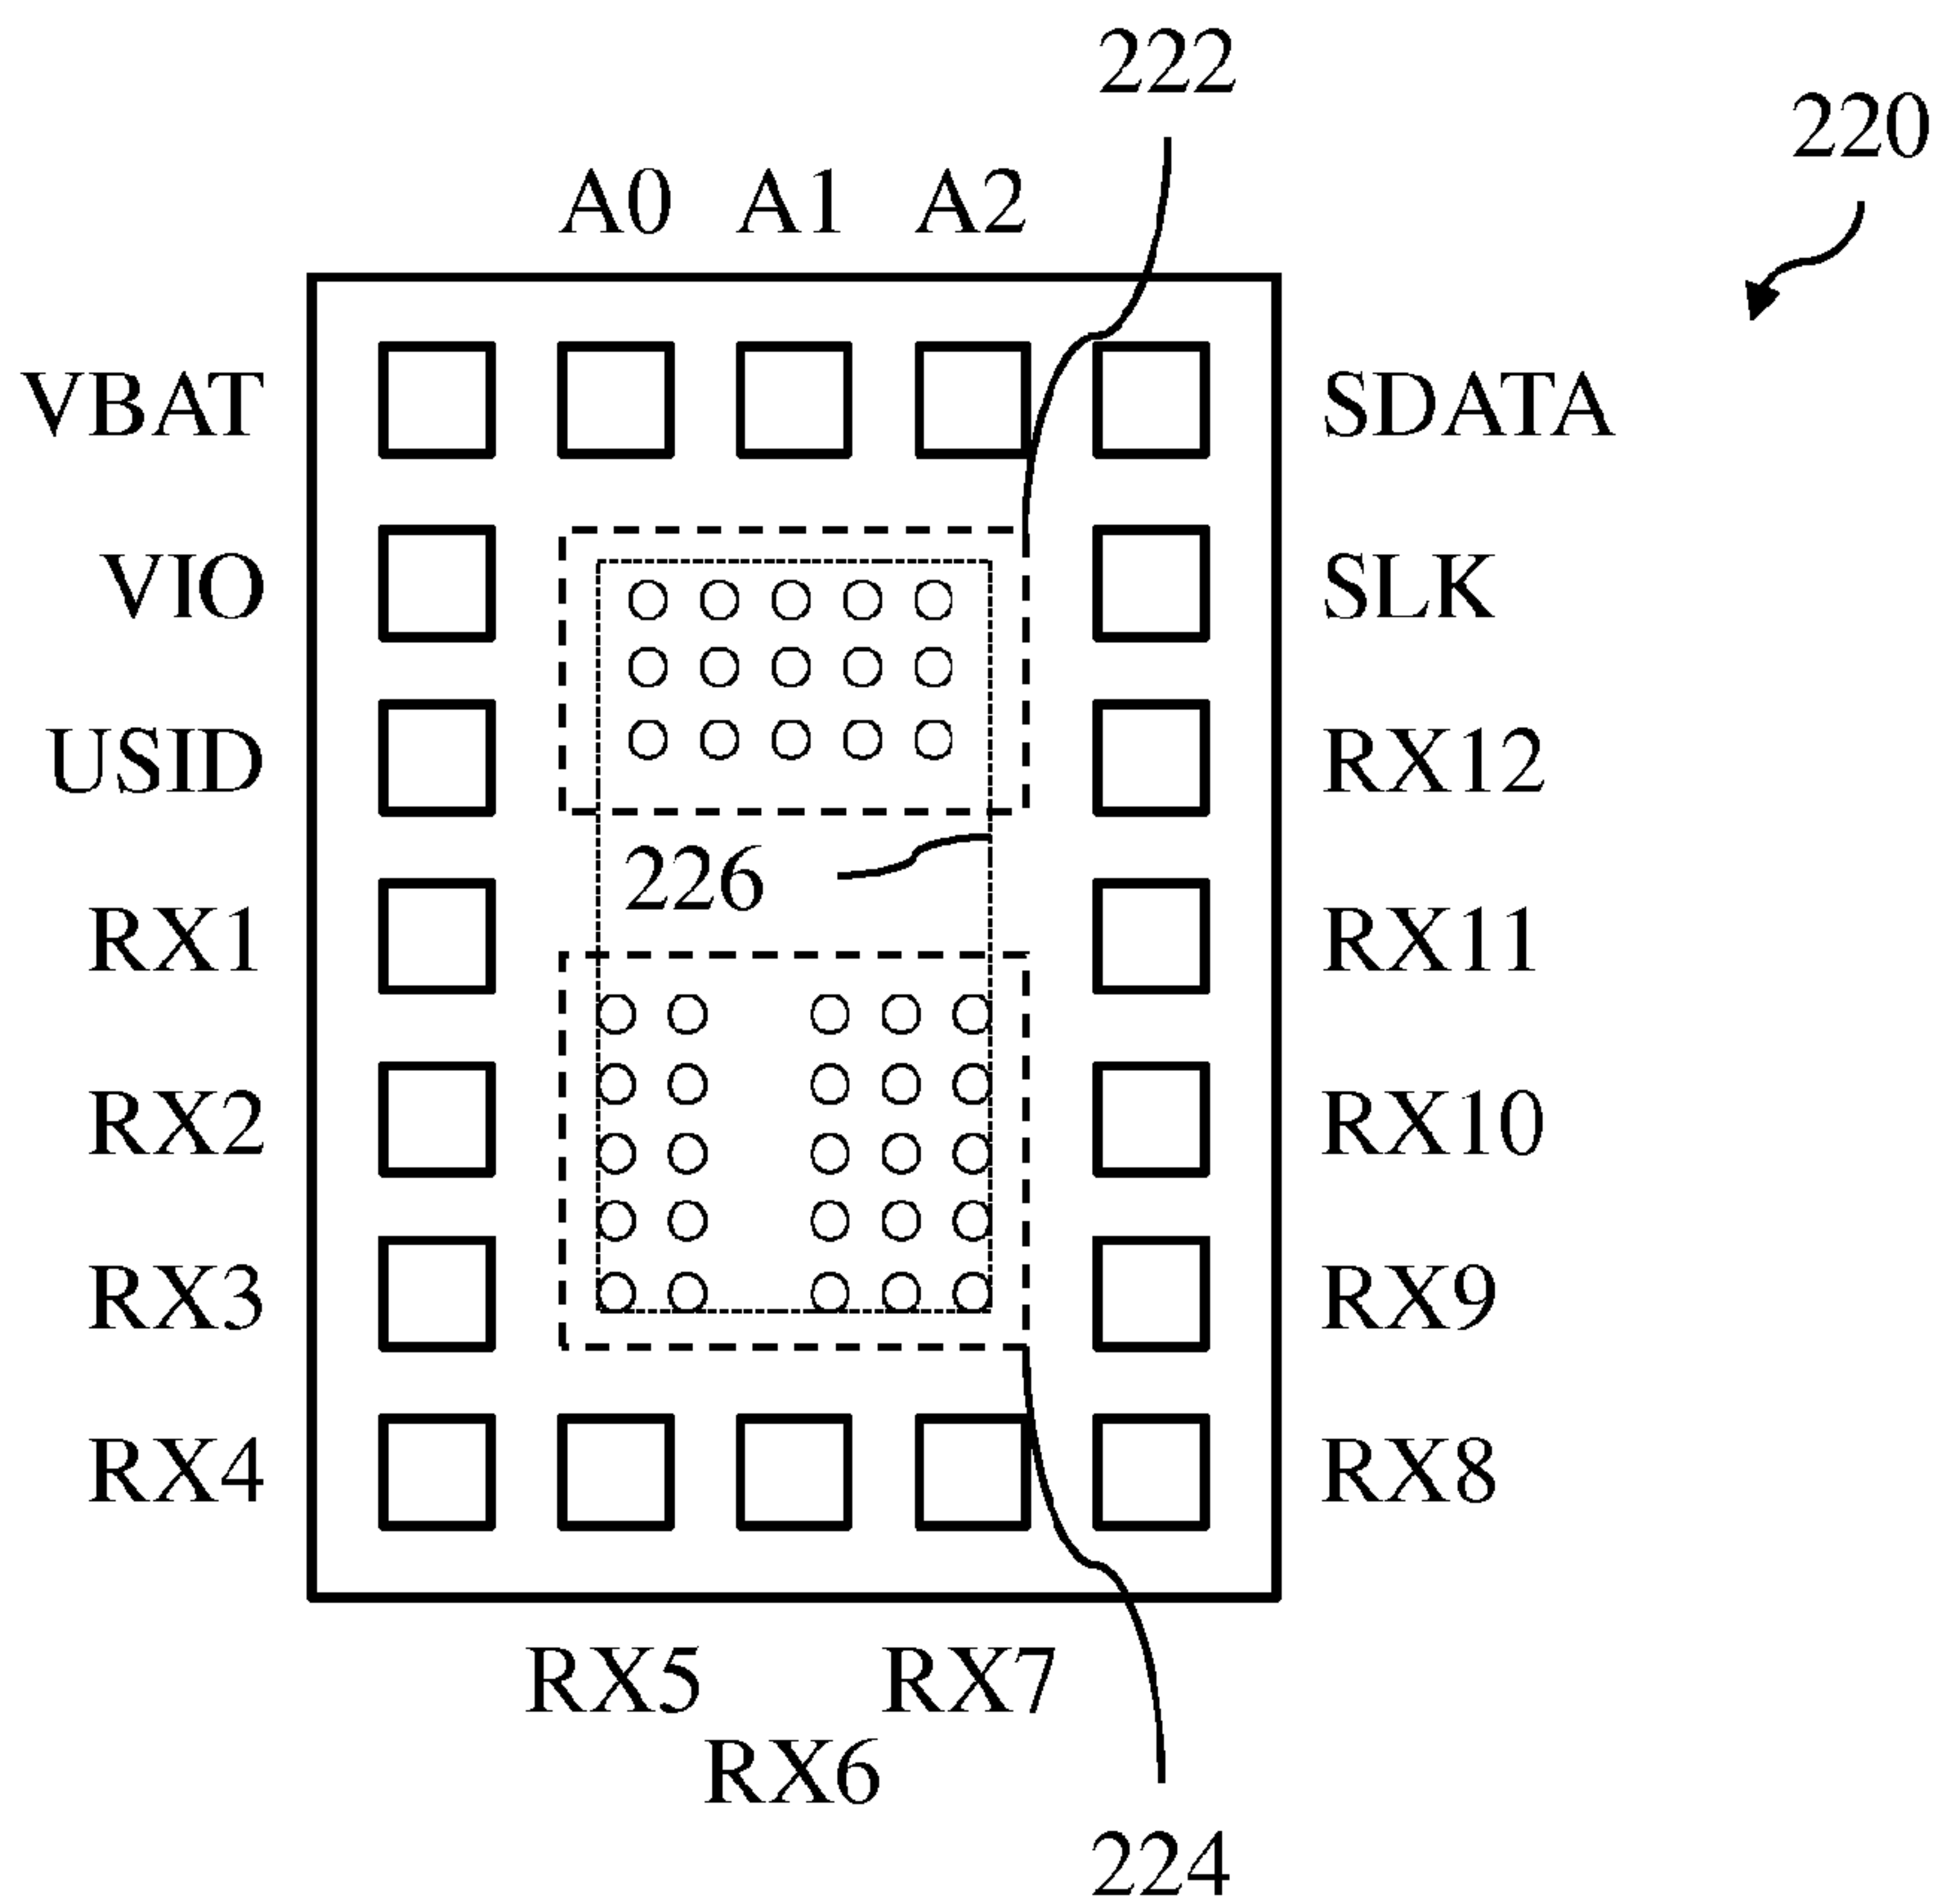 222
220
A0 A1 A2
VBAT SDATA
VIO SLK
USID RX12
226
RX1 RX11
RX2 RX10
RX3 RX9
RX4 RX8
RX5 RX7
RX6
224